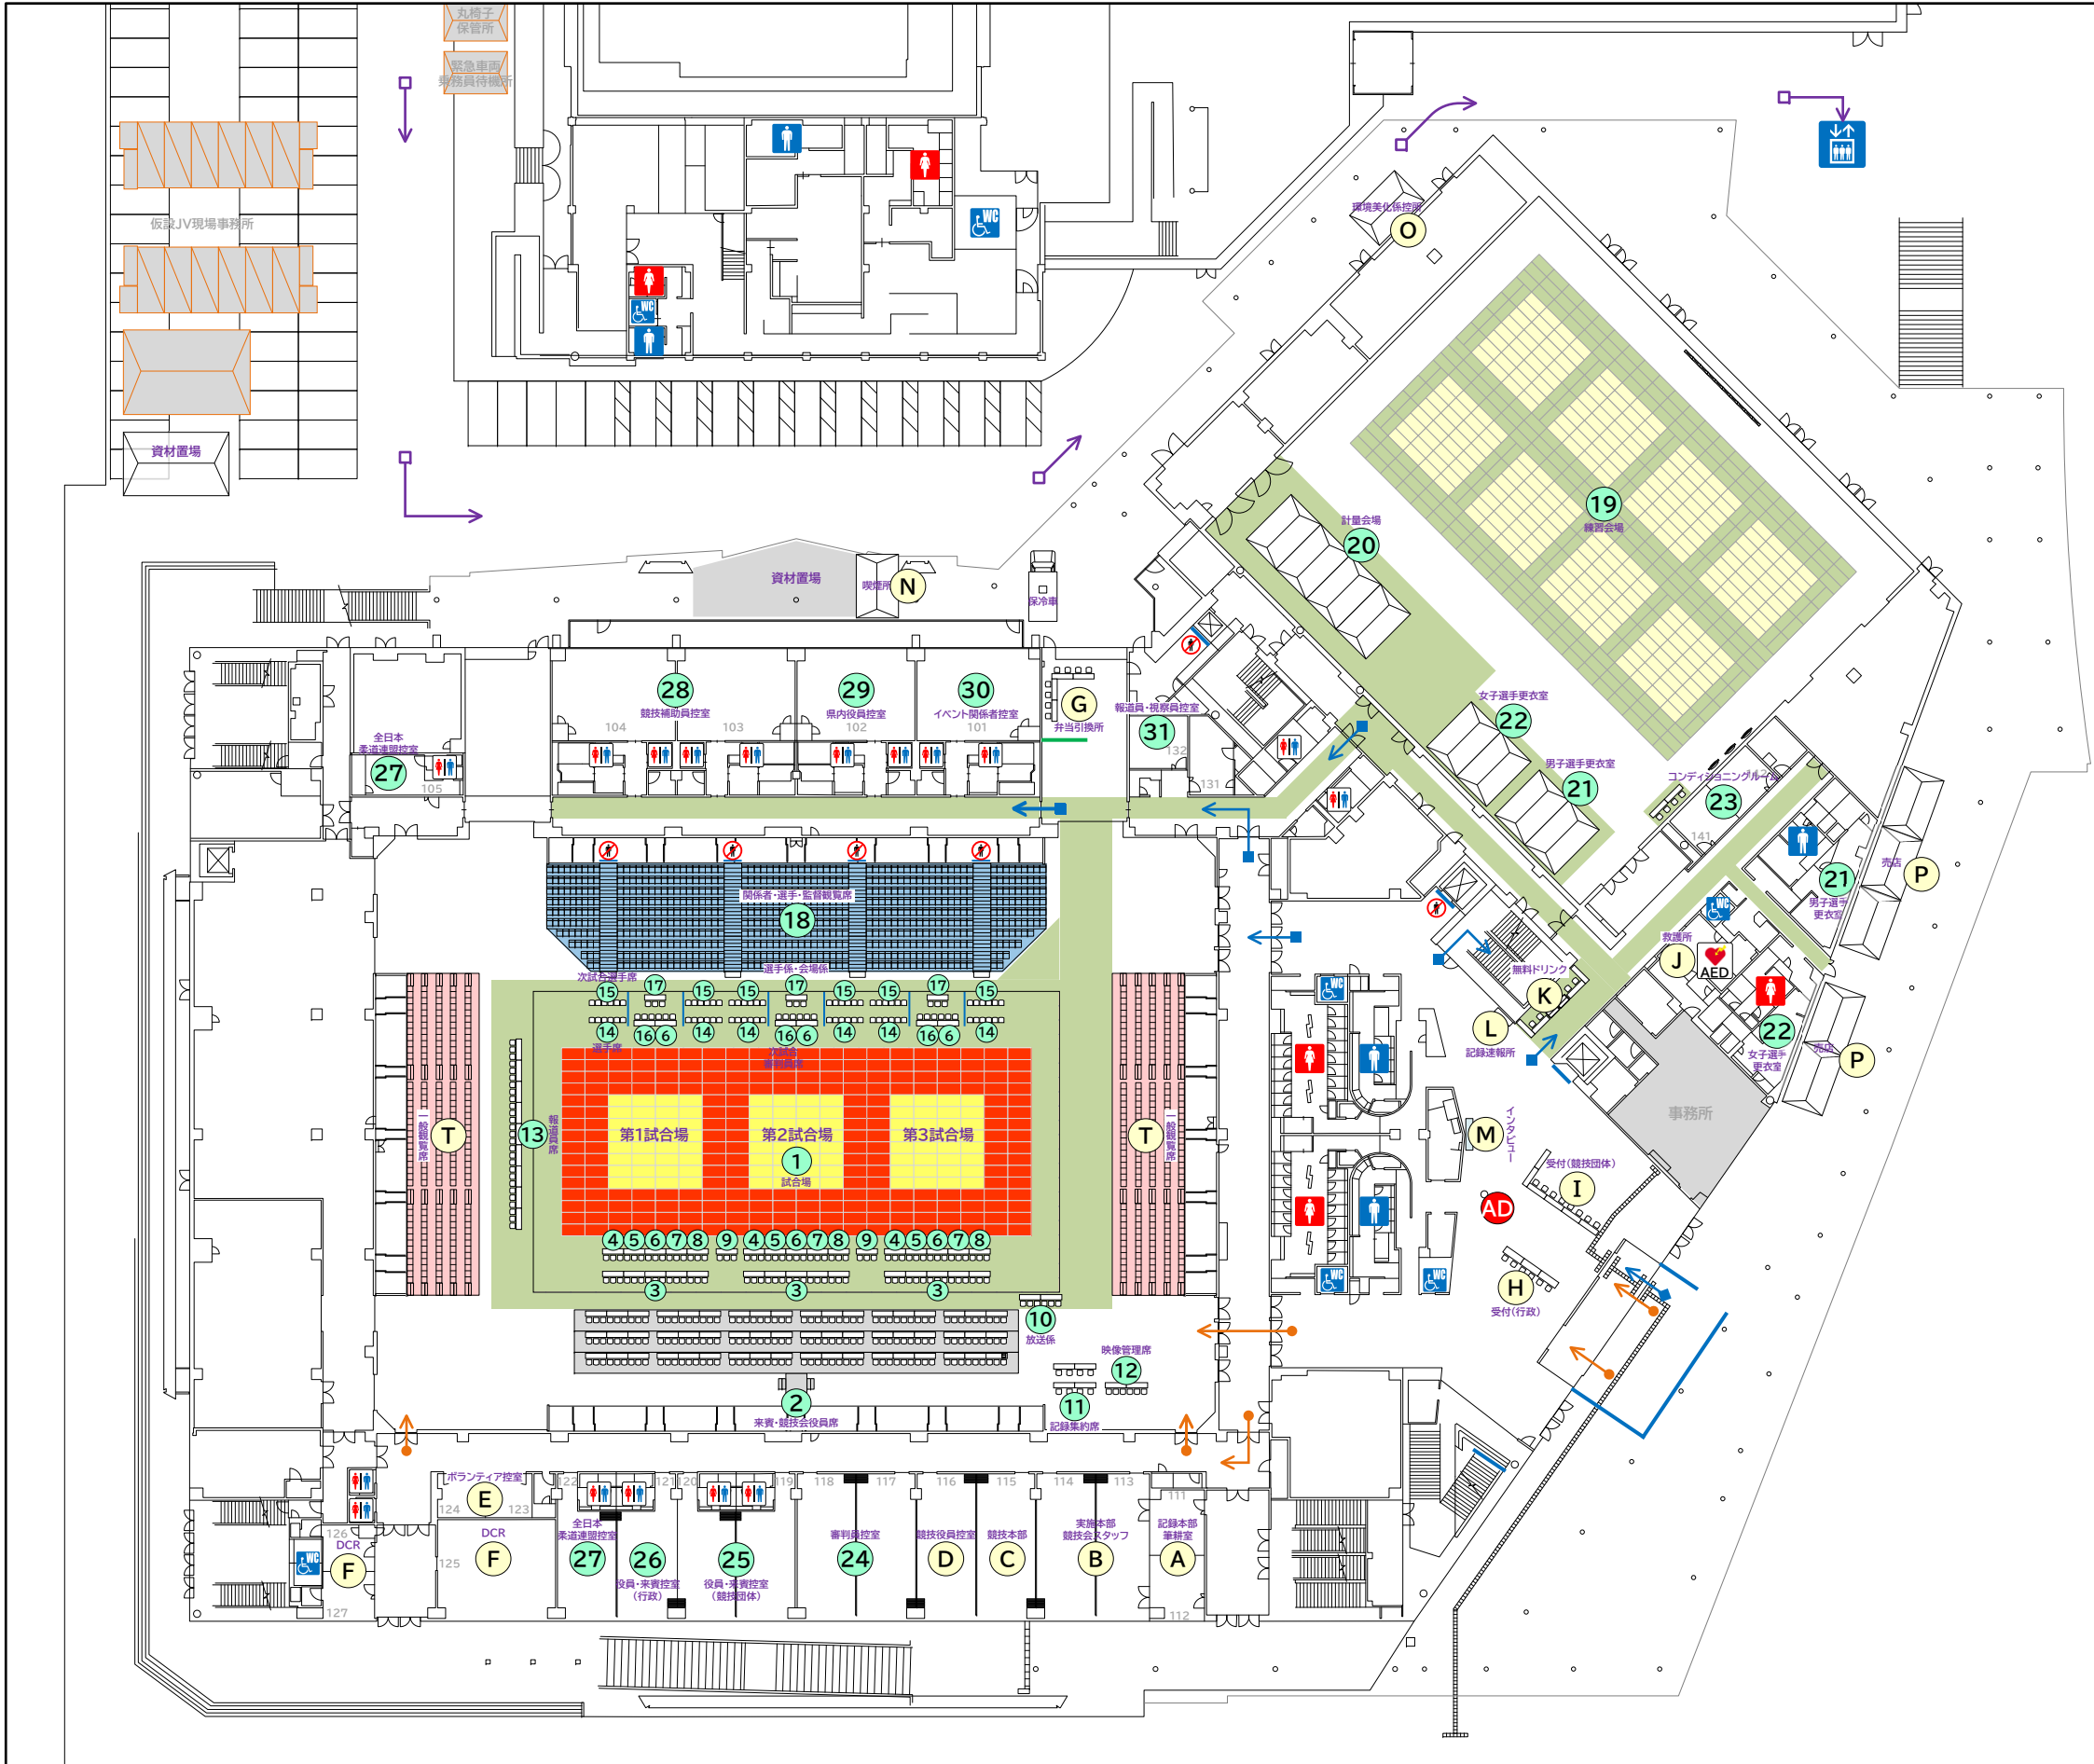 丸椅子
保管所
緊急車両
乗務員待機所
仮設JV現場事務所
資材置場
WC
WC
環境美化係控所
O
19
練習会場
計量会場
20
資材置場
喫煙所
N
保冷車
28
競技補助員控室
104
103
29
県内役員控室
102
30
イベント関係者控室
101
G
弁当引換所
報道員・視察員控室
31
132
131
女子選手更衣室
22
男子選手更衣室
21
コンディショニングルーム
23
141
全日本
柔道連盟控室
27
105
21
男子選手
更衣室
売店
P
関係者・選手・監督観覧席
18
WC
救護所
J
AED
無料ドリンク
K
L
記録速報所
22
女子選手
更衣室
売店
P
事務所
次試合選手席
選手係・会場係
15
17
15
15
17
15
15
17
15
14
16
6
14
14
16
6
14
14
16
6
14
選手席
次試合
審判員席
WC
一般観覧席
T
13
報道員席
第1試合場
第2試合場
第3試合場
1
試合場
T
一般観覧席
M
インタビュー
受付(競技団体)
I
AD
H
受付(行政)
WC
WC
4
5
6
7
8
9
4
5
6
7
8
9
4
5
6
7
8
3
3
3
10
放送係
映像管理席
12
11
記録集約席
2
来賓・競技会役員席
ボランティア控室
E
124
123
122
121
120
119
118
117
116
115
114
113
111
126
DCR
F
WC
127
125
DCR
F
全日本
柔道連盟控室
27
26
役員・来賓控室
(行政)
25
役員・来賓控室
(競技団体)
審判員控室
24
競技役員控室
D
競技本部
C
実施本部
競技会スタッフ
B
記録本部
筆耕室
A
112